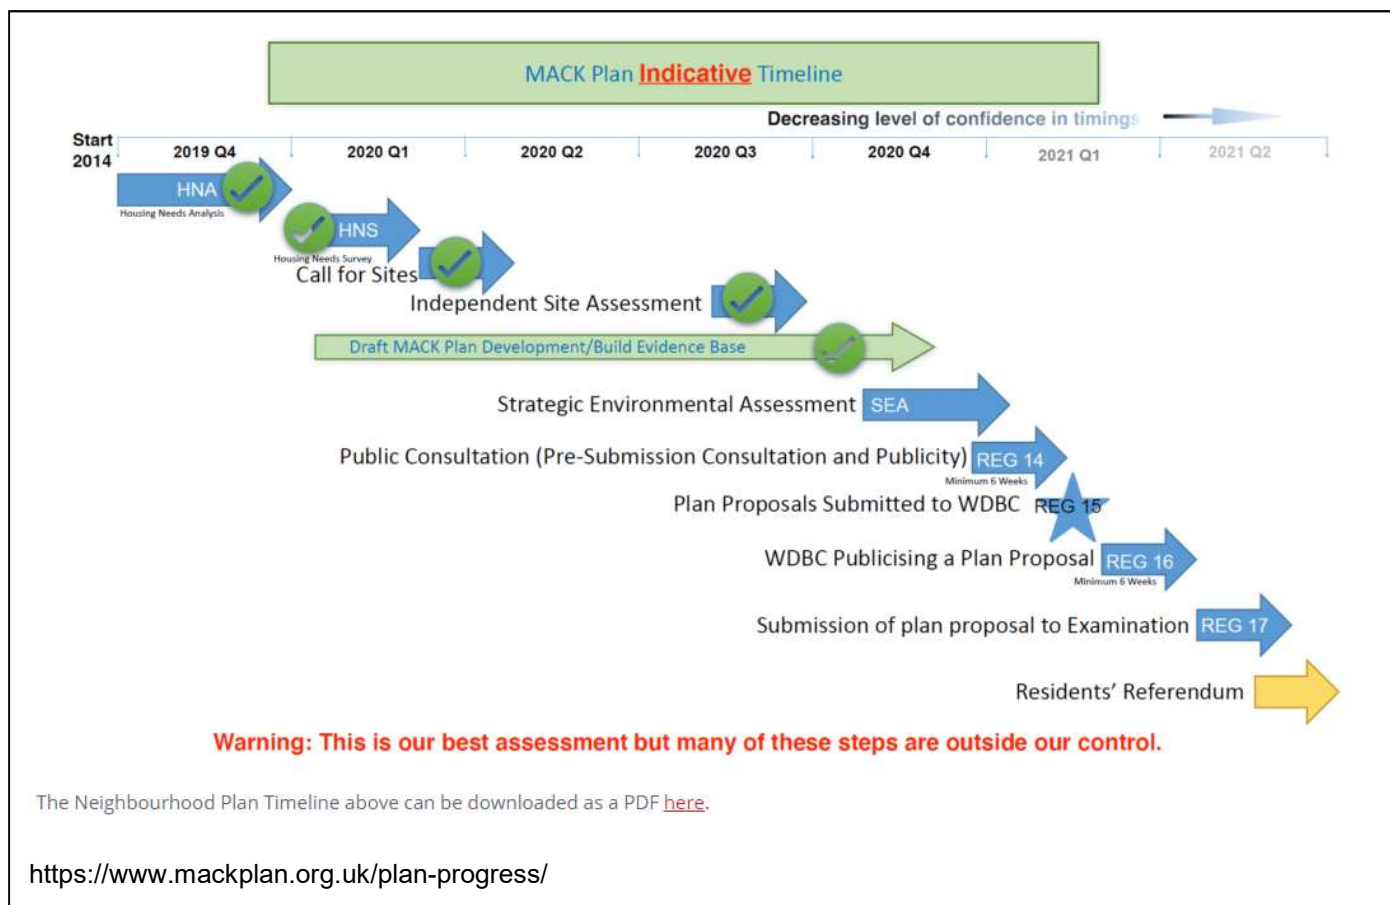 MACK Plan Indicative Timeline
Decreasing level of confidence in timings
Start
2014
2019 Q4
2020 Q1
2020 Q2
2020 Q3
2020 Q4
2021 Q1
2021 Q2
HNA
Housing Needs Analysis
HNS
Housing Needs Survey
Call for Sites
Independent Site Assessment
Draft MACK Plan Development/Build Evidence Base
Strategic Environmental Assessment SEA
Public Consultation (Pre-Submission Consultation and Publicity) REG 14
Minimum 6 Weeks
Plan Proposals Submitted to WDBC REG 15
WDBC Publicising a Plan Proposal REG 16
Minimum 6 Weeks
Submission of plan proposal to Examination REG 17
Residents' Referendum
Warning: This is our best assessment but many of these steps are outside our control.
The Neighbourhood Plan Timeline above can be downloaded as a PDF here.
https://www.mackplan.org.uk/plan-progress/